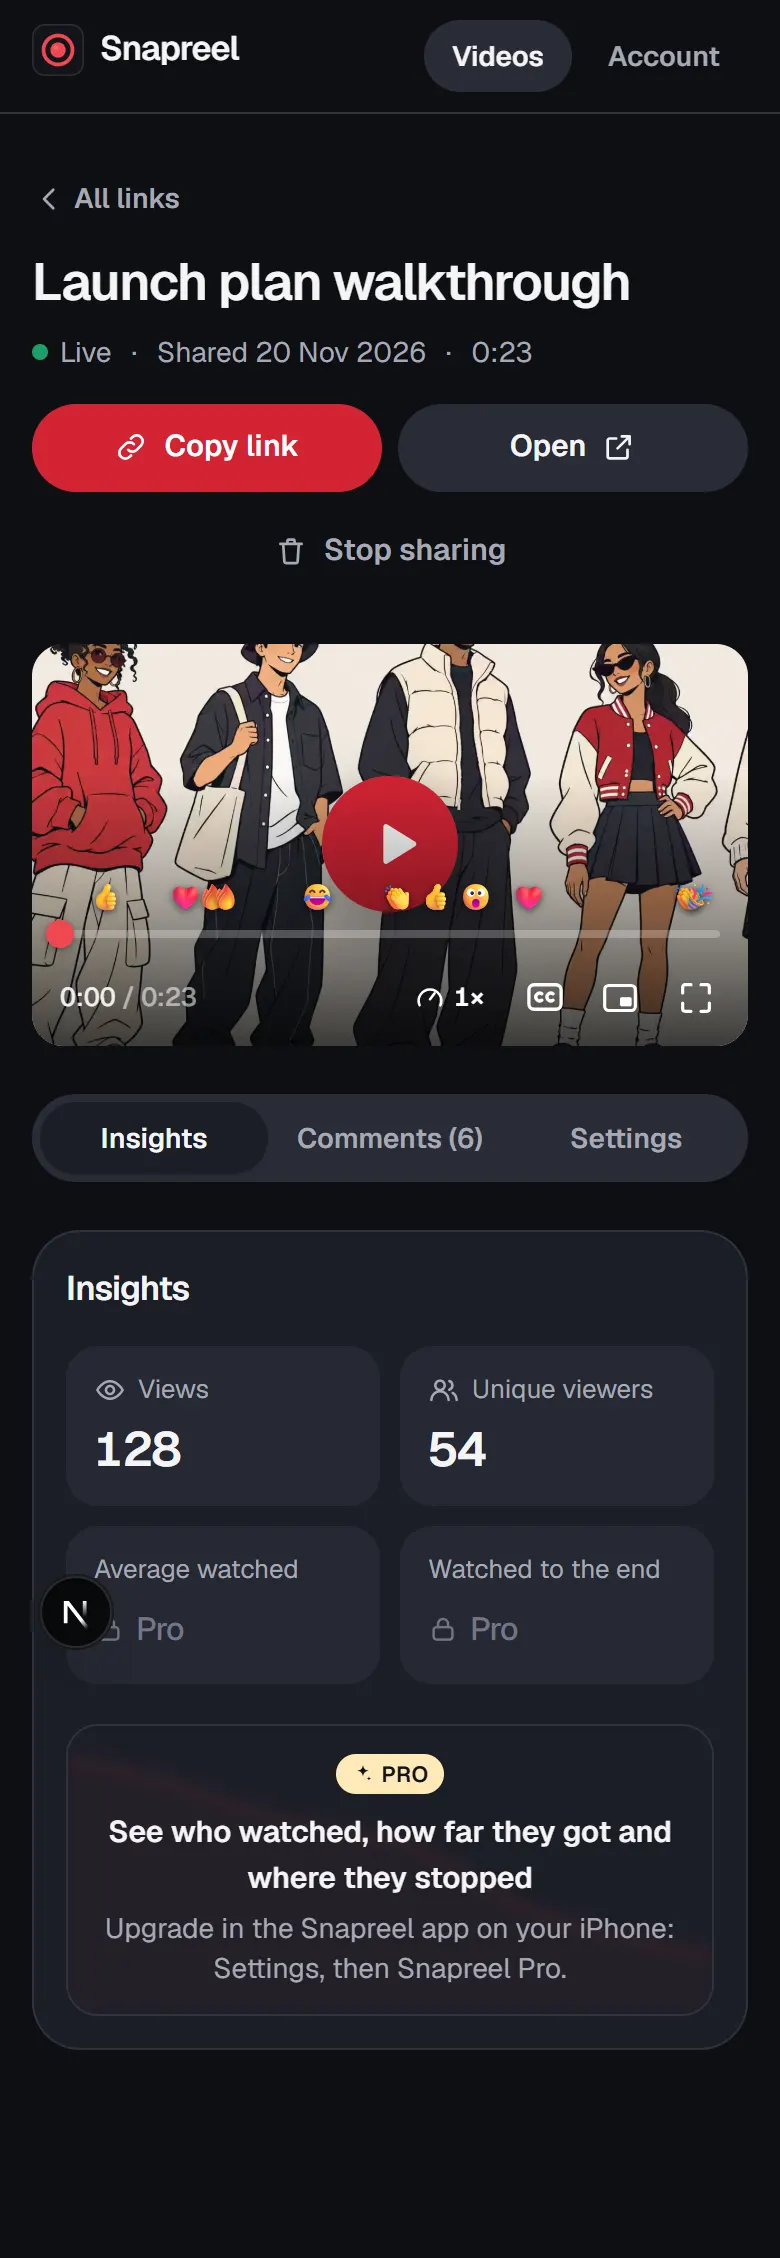 Snapreel
Videos
Account
All links
Launch plan walkthrough
Live · Shared 20 Nov 2026 · 0:23
Copy link
Open
Stop sharing
0:00 / 0:23
1×
CC
Insights
Comments (6)
Settings
Insights
Views
128
Unique viewers
54
Average watched
Pro
Watched to the end
Pro
N
PRO
See who watched, how far they got and
where they stopped
Upgrade in the Snapreel app on your iPhone:
Settings, then Snapreel Pro.